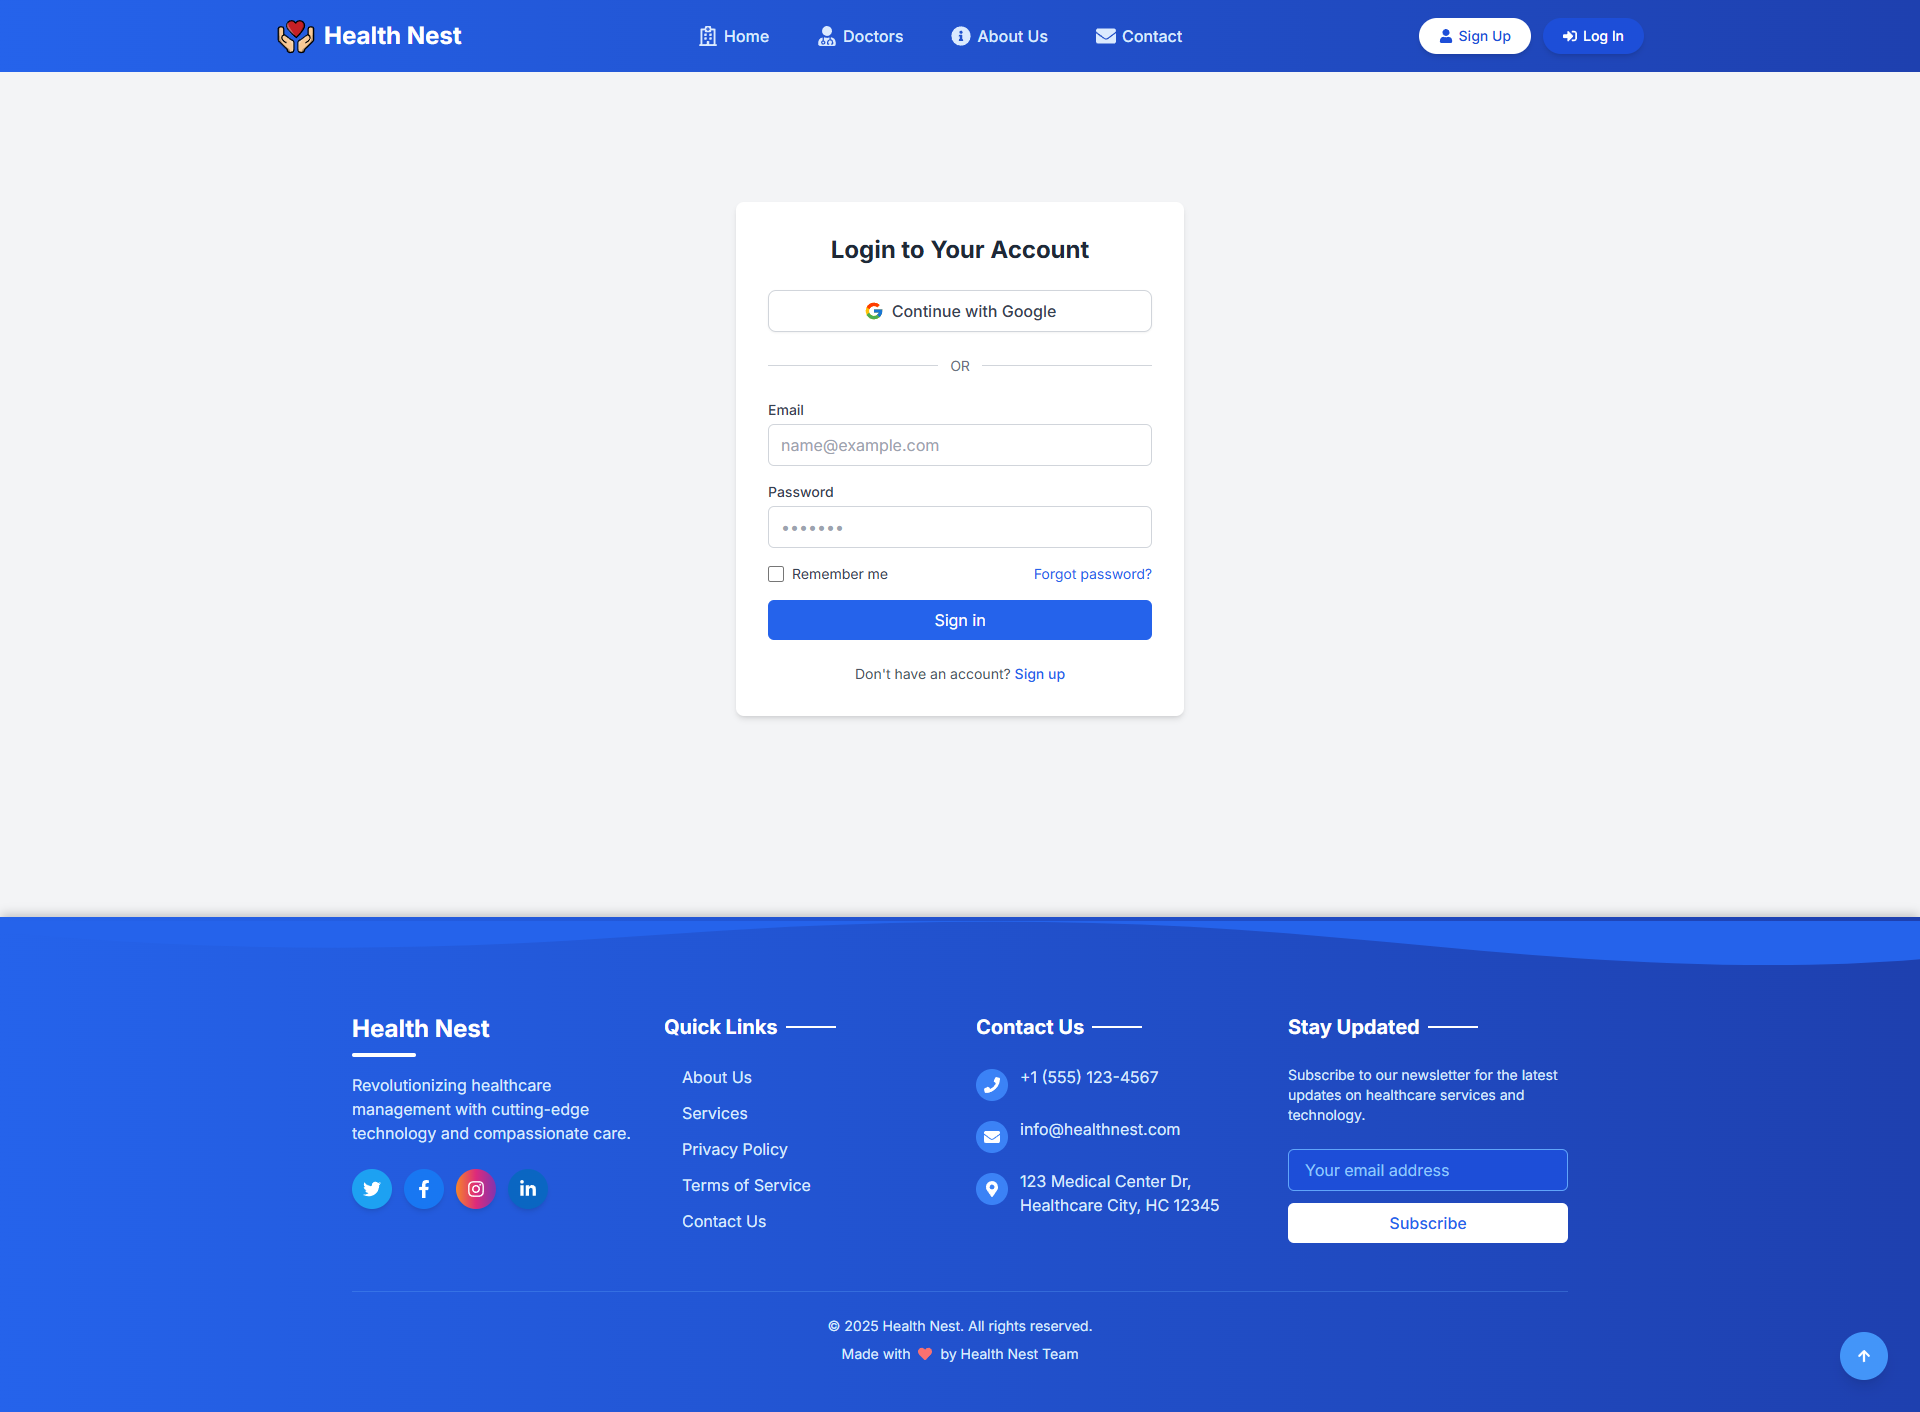 Health Nest
Home
Doctors
About Us
Contact
Sign Up
Log In
Login to Your Account
Continue with Google
OR
Email
name@example.com
Password
•••••••
Remember me
Forgot password?
Sign in
Don't have an account? Sign up
Health Nest
Revolutionizing healthcare
management with cutting-edge
technology and compassionate care.
Quick Links
About Us
Services
Privacy Policy
Terms of Service
Contact Us
Contact Us
+1 (555) 123-4567
info@healthnest.com
123 Medical Center Dr,
Healthcare City, HC 12345
Stay Updated
Subscribe to our newsletter for the latest
updates on healthcare services and
technology.
Your email address
Subscribe
© 2025 Health Nest. All rights reserved.
Made with ❤ by Health Nest Team